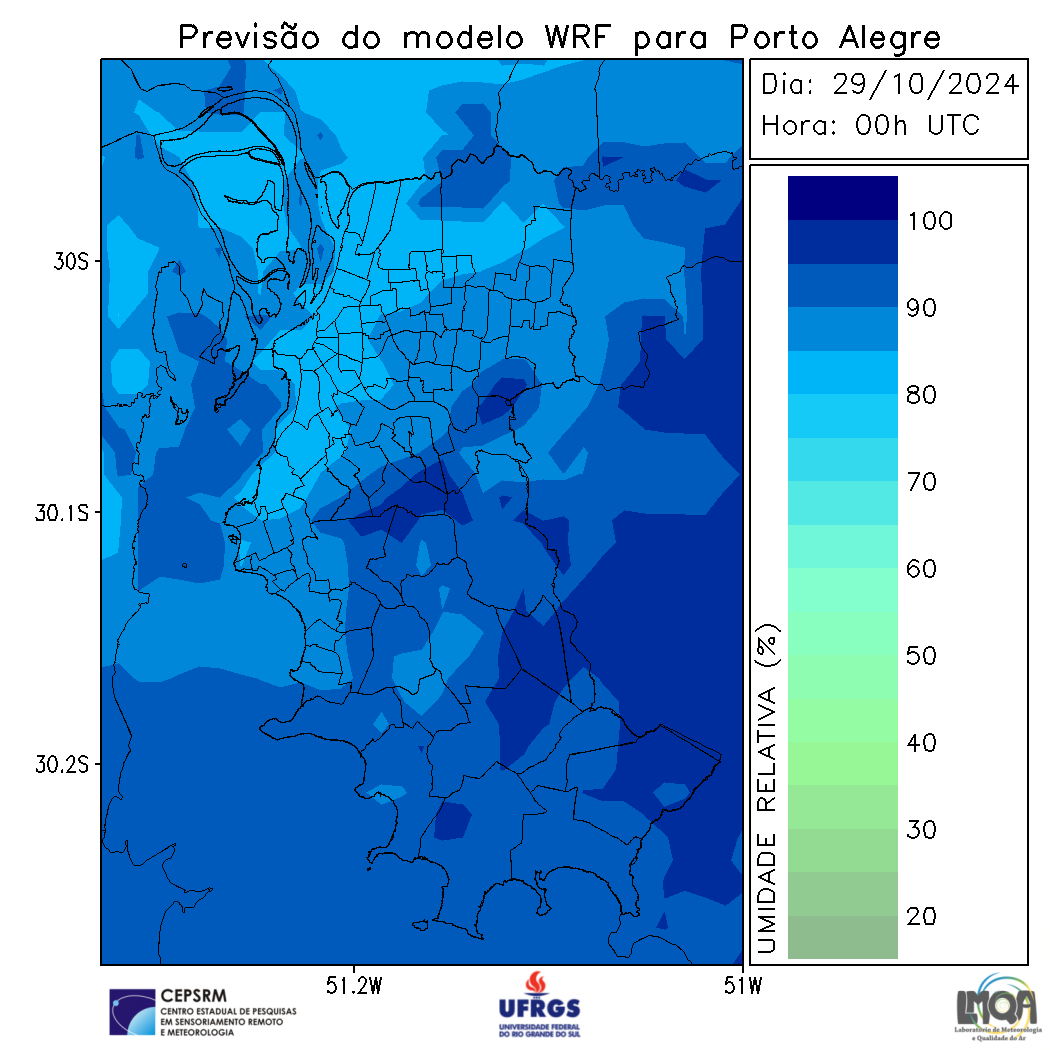 Previsão do modelo WRF para Porto Alegre
Dia: 29/10/2024
Hora: 00h UTC
100
90
80
70
60
50
40
30
20
UMIDADE RELATIVA (%)
30S
30.1S
30.2S
51.2W
51W
CEPSRM
CENTRO ESTADUAL DE PESQUISAS
EM SENSORIAMENTO REMOTO
E METEOROLOGIA
UFRGS
UNIVERSIDADE FEDERAL
DO RIO GRANDE DO SUL
LMQA
Laboratório de Meteorologia
e Qualidade do Ar